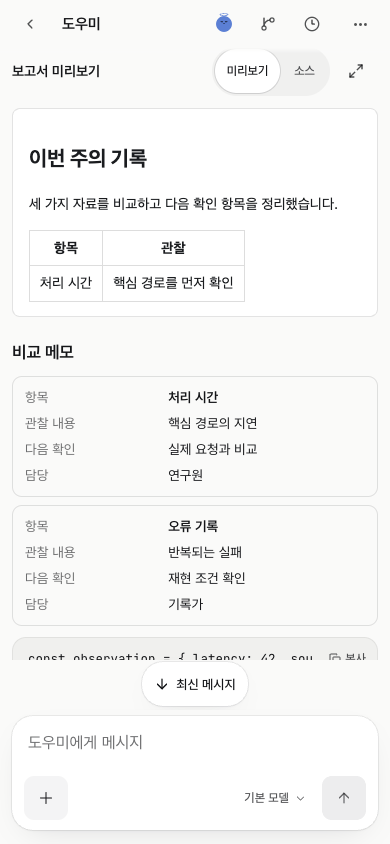 도우미
보고서 미리보기
미리보기 소스
이번 주의 기록
세 가지 자료를 비교하고 다음 확인 항목을 정리했습니다.
항목 관찰
처리 시간 핵심 경로를 먼저 확인
비교 메모
항목 처리 시간
관찰 내용 핵심 경로의 지연
다음 확인 실제 요청과 비교
담당 연구원
항목 오류 기록
관찰 내용 반복되는 실패
다음 확인 재현 조건 확인
담당 기록가
const observation = { latency: 42, sou 복사
최신 메시지
도우미에게 메시지
기본 모델